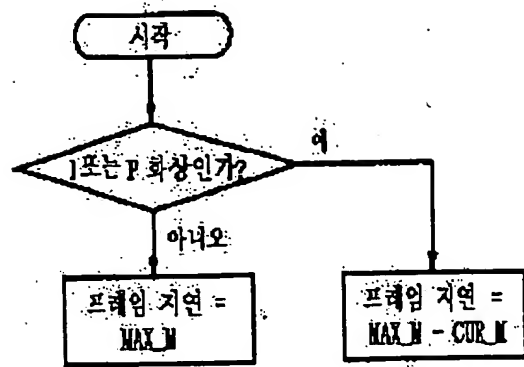 시작
I 또는 P 화상인가?
예
아니오
프레임 지연 =
MAX_M
프레임 지연 =
MAX_M - CUR_M